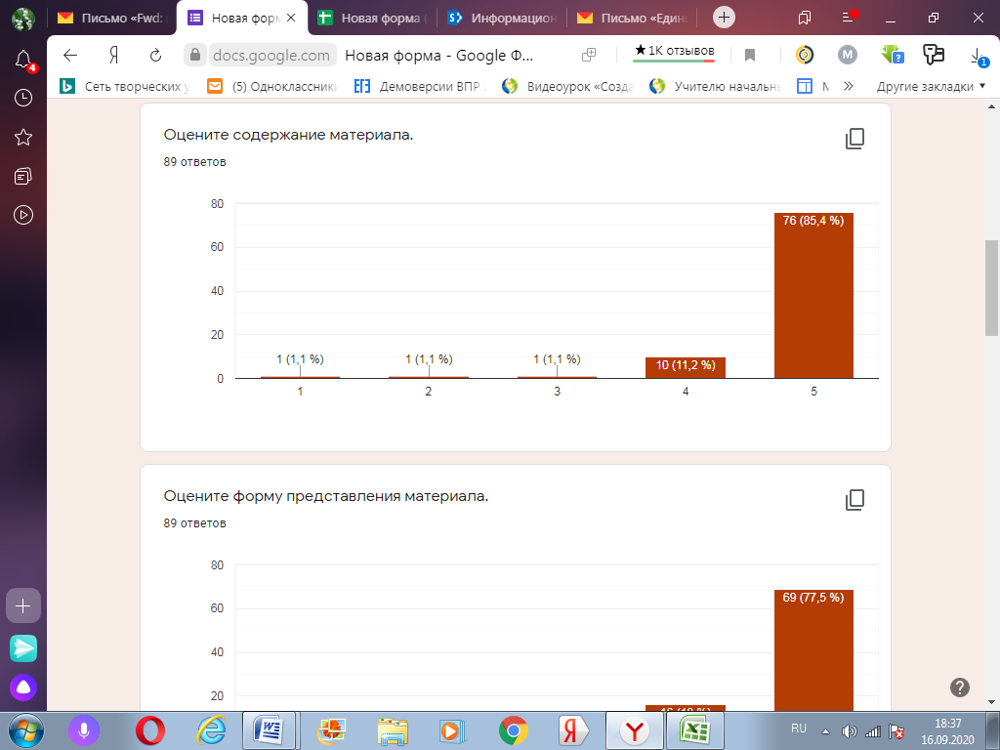 Письмо «Fwd:
Новая форм
Новая форма (
Информацион
Письмо «Един
4
docs.google.com
Новая форма - Google Ф...
★1K отзывов
M
?
1
Сеть творческих у
(5) Одноклассники
Демоверсии ВПР
Видеоурок «Созда
Учителю начальн
Другие закладки
Оцените содержание материала.
89 ответов
80
60
40
20
0
1 (1,1 %)
1 (1,1 %)
1 (1,1 %)
10 (11,2 %)
76 (85,4 %)
1
2
3
4
5
Оцените форму представления материала.
89 ответов
80
60
40
20
69 (77,5 %)
RU
18:37
16.09.2020